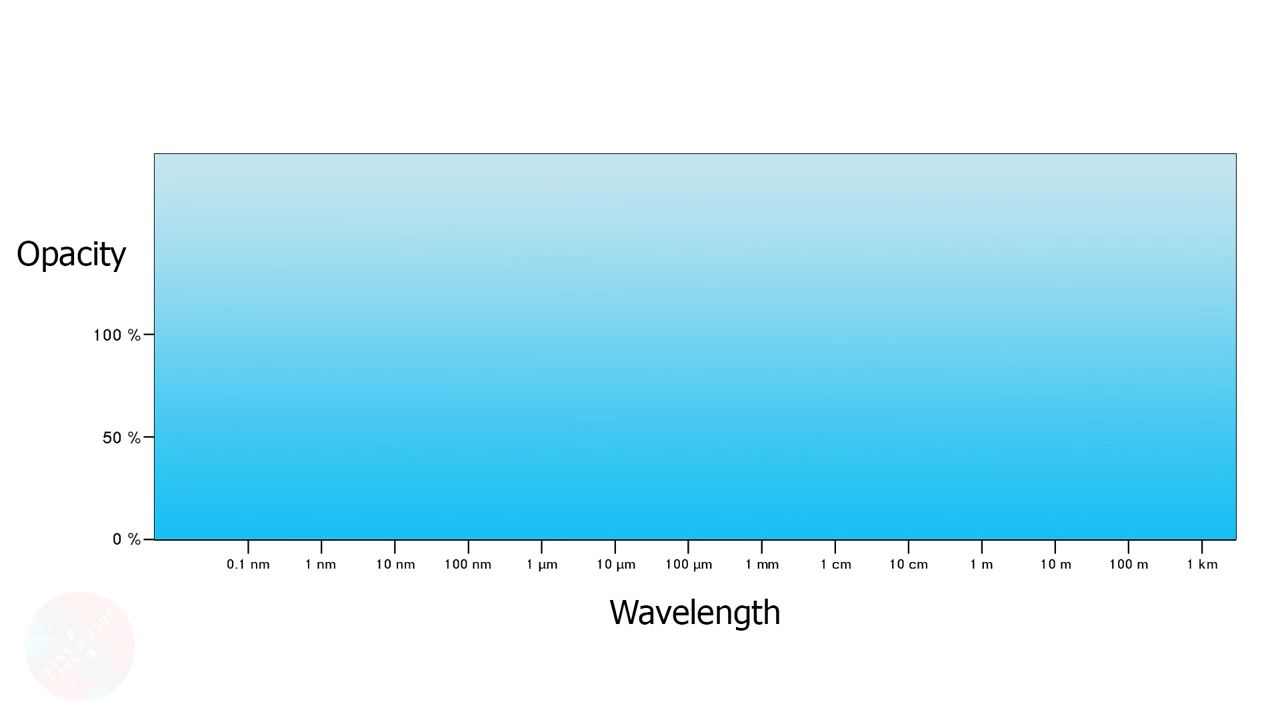 Opacity
100 %
50 %
0 %
0.1 nm 1 nm 10 nm 100 nm 1 µm 10 µm 100 µm 1 mm 1 cm 10 cm 1 m 10 m 100 m 1 km
Wavelength
HOUR